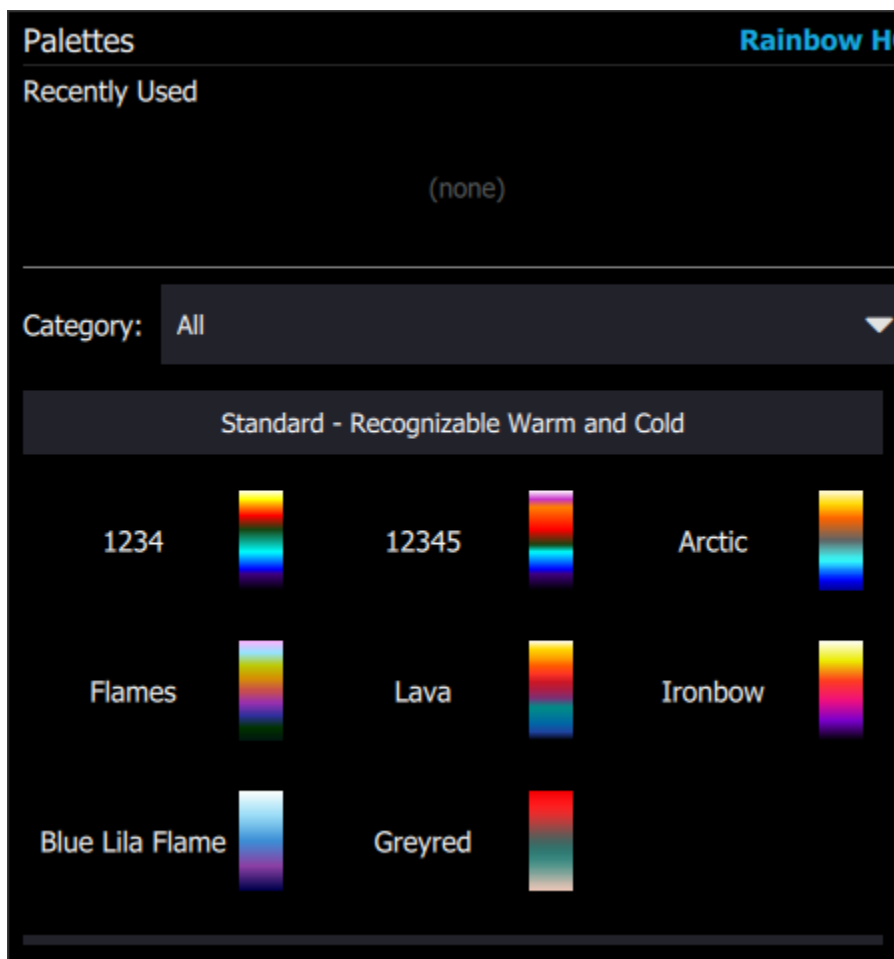 Palettes
Rainbow
Recently Used
(none)
Category: All
Standard - Recognizable Warm and Cold
1234 12345 Arctic
Flames Lava Ironbow
Blue Lila Flame Greyred